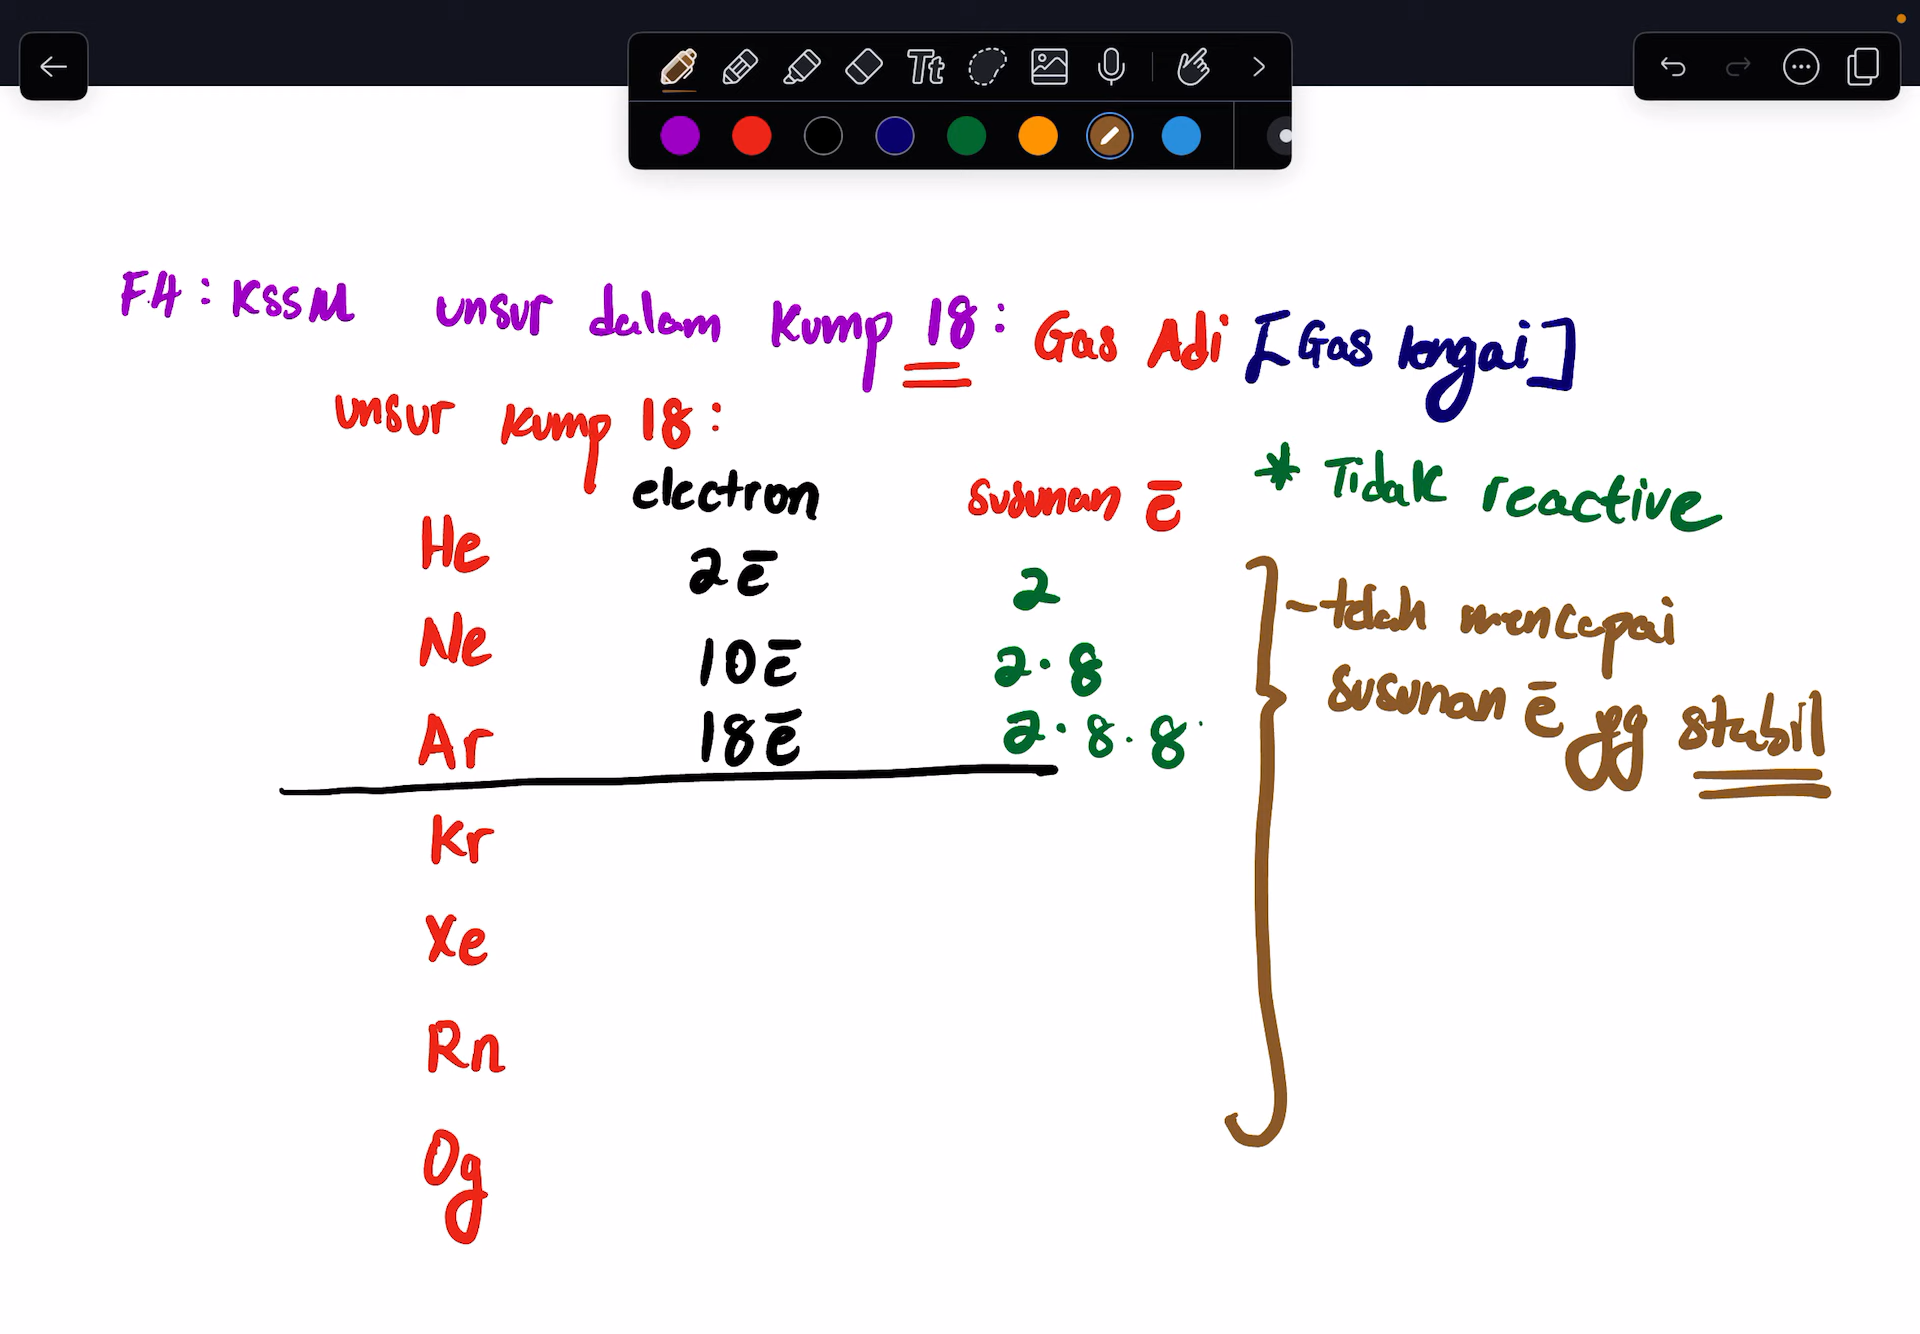 Tt
F4: KSSM unsur dalam Kump 18: Gas Adi [Gas lengai]
unsur Kump 18:
* Tidak reactive
electron susunan ē
He 2ē 2
Ne 10ē 2.8
Ar 18ē 2.8.8
Kr
Xe
Rn
Og
- telah mencapai
susunan ē yg stabil